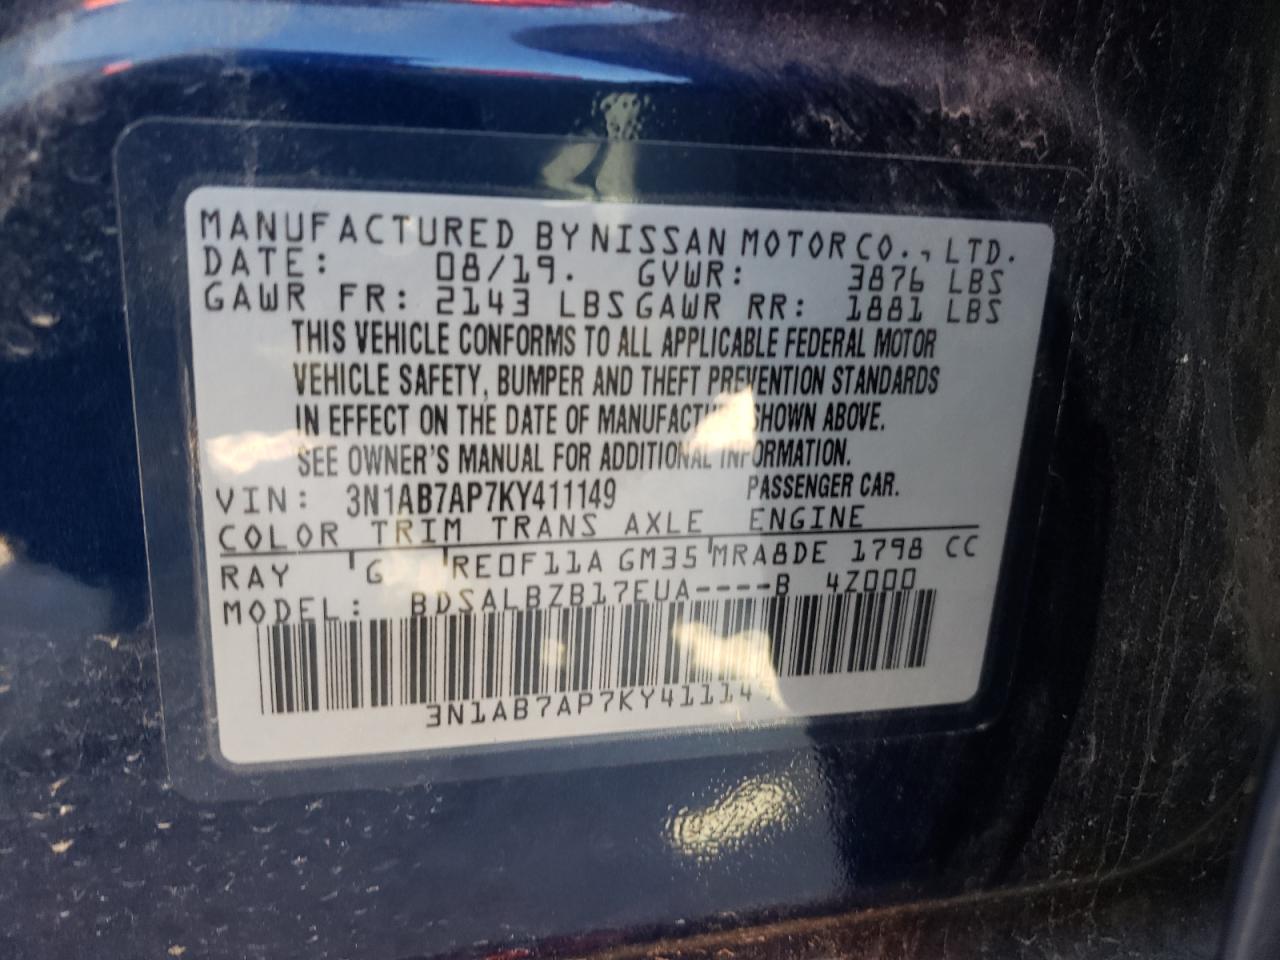 MANUFACTURED BY NISSAN MOTOR CO., LTD.
DATE: 08/19. GVWR: 3876 LBS
GAWR FR: 2143 LBS GAWR RR: 1881 LBS
THIS VEHICLE CONFORMS TO ALL APPLICABLE FEDERAL MOTOR
VEHICLE SAFETY, BUMPER AND THEFT PREVENTION STANDARDS
IN EFFECT ON THE DATE OF MANUFACTURE SHOWN ABOVE.
SEE OWNER'S MANUAL FOR ADDITIONAL INFORMATION.
VIN: 3N1AB7AP7KY411149 PASSENGER CAR.
COLOR TRIM TRANS AXLE ENGINE
RAY G RE0F11A GM35 MRA8DE 1798 CC
MODEL: BDSALBZB17EUA----B 4Z000
3N1AB7AP7KY41114